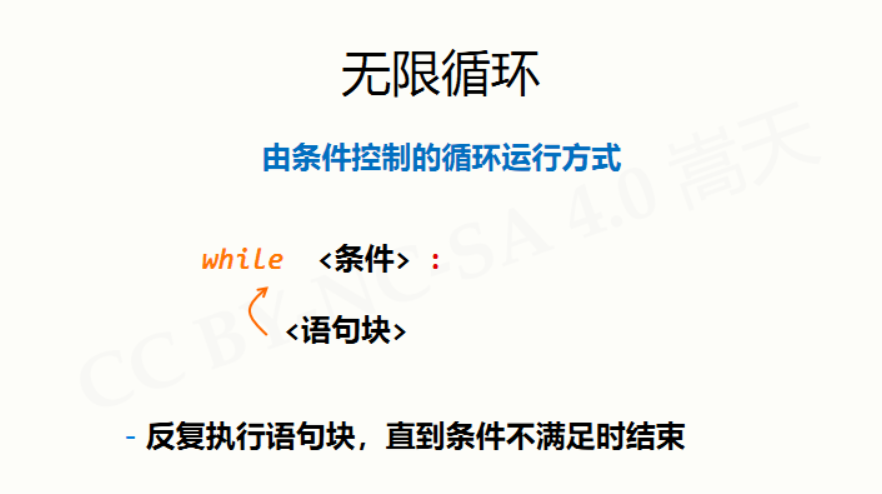 无限循环
由条件控制的循环运行方式
while <条件> :
<语句块>
- 反复执行语句块，直到条件不满足时结束
CC BY-NC-SA 4.0 嵩天